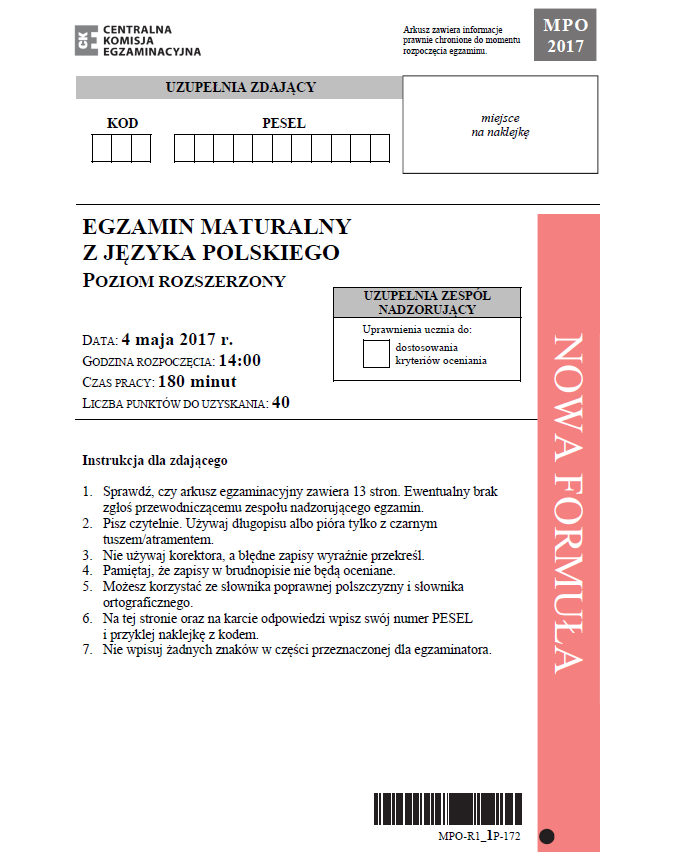 CENTRALNA
KOMISJA
EGZAMINACYJNA
CKE
Arkusz zawiera informacje
prawnie chronione do momentu
rozpoczęcia egzaminu.
MPO
2017
UZUPEŁNIA ZDAJĄCY
KOD PESEL
miejsce
na naklejkę
EGZAMIN MATURALNY
Z JĘZYKA POLSKIEGO
POZIOM ROZSZERZONY
UZUPEŁNIA ZESPÓŁ
NADZORUJĄCY
Uprawnienia ucznia do:
dostosowania
kryteriów oceniania
DATA: 4 maja 2017 r.
GODZINA ROZPOCZĘCIA: 14:00
CZAS PRACY: 180 minut
LICZBA PUNKTÓW DO UZYSKANIA: 40
NOWA FORMUŁA
Instrukcja dla zdającego
1. Sprawdź, czy arkusz egzaminacyjny zawiera 13 stron. Ewentualny brak
zgłoś przewodniczącemu zespołu nadzorującego egzamin.
2. Pisz czytelnie. Używaj długopisu albo pióra tylko z czarnym
tuszem/atramentem.
3. Nie używaj korektora, a błędne zapisy wyraźnie przekreśl.
4. Pamiętaj, że zapisy w brudnopisie nie będą oceniane.
5. Możesz korzystać ze słownika poprawnej polszczyzny i słownika
ortograficznego.
6. Na tej stronie oraz na karcie odpowiedzi wpisz swój numer PESEL
i przyklej naklejkę z kodem.
7. Nie wpisuj żadnych znaków w części przeznaczonej dla egzaminatora.
MPO-R1_1P-172